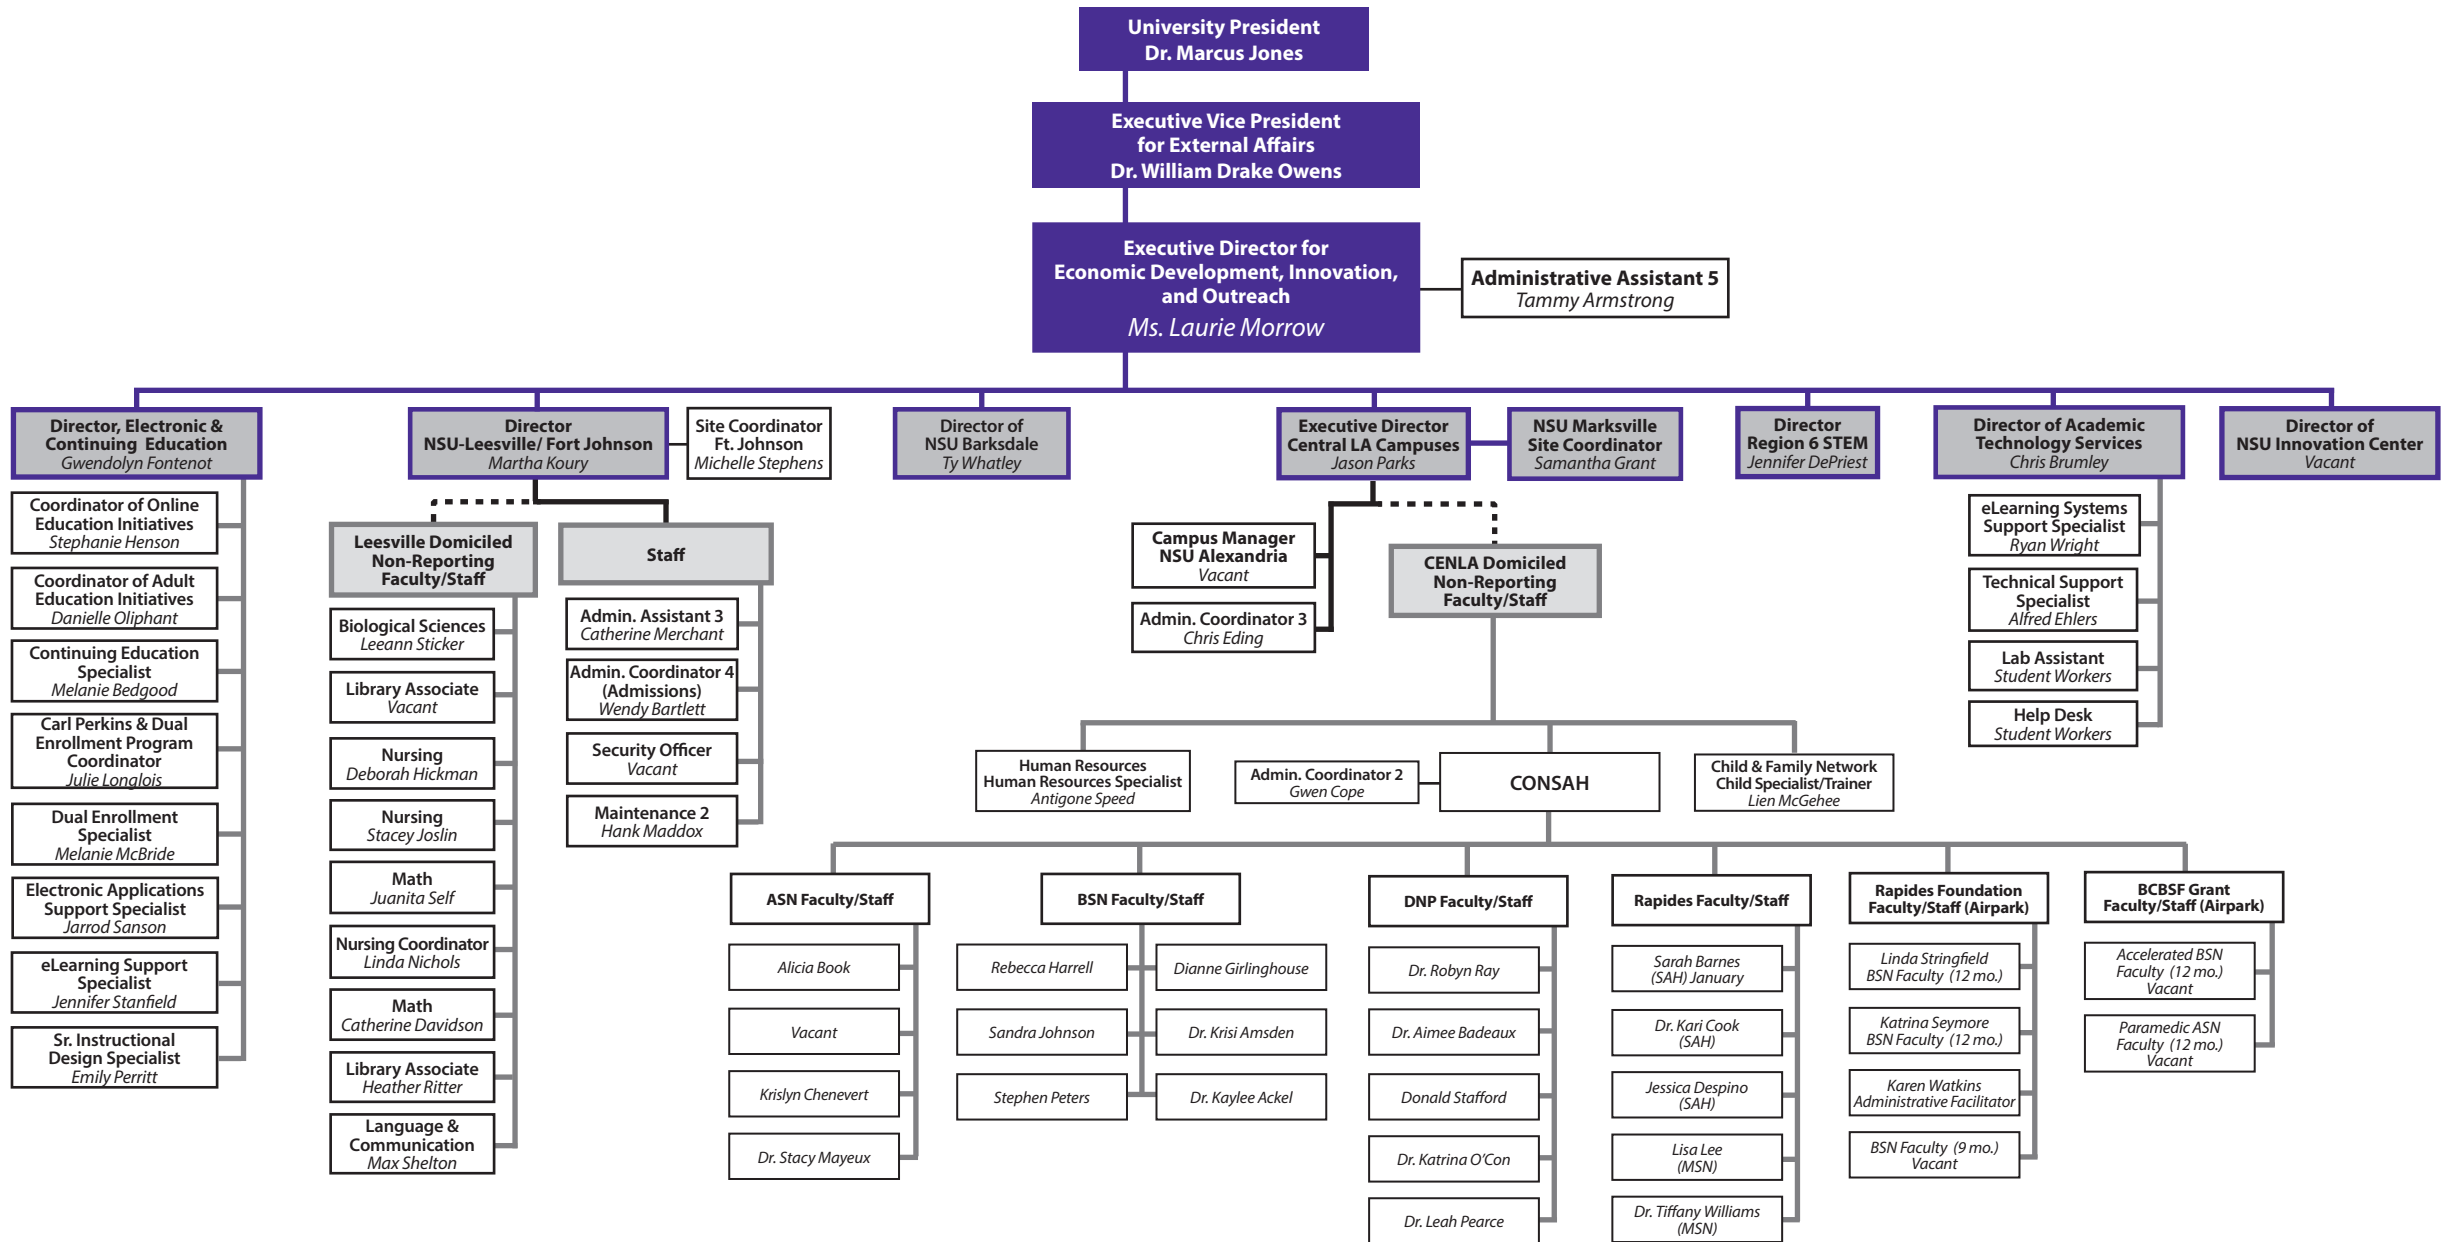 University President
Dr. Marcus Jones
Executive Vice President
for External Affairs
Dr. William Drake Owens
Executive Director for
Economic Development, Innovation,
and Outreach
Ms. Laurie Morrow
Administrative Assistant 5
Tammy Armstrong
Director, Electronic &
Continuing Education
Gwendolyn Fontenot
Director
NSU-Leesville/ Fort Johnson
Martha Koury
Site Coordinator
Ft. Johnson
Michelle Stephens
Director of
NSU Barksdale
Ty Whatley
Executive Director
Central LA Campuses
Jason Parks
NSU Marksville
Site Coordinator
Samantha Grant
Director
Region 6 STEM
Jennifer DePriest
Director of Academic
Technology Services
Chris Brumley
Director of
NSU Innovation Center
Vacant
Coordinator of Online
Education Initiatives
Stephanie Henson
Coordinator of Adult
Education Initiatives
Danielle Oliphant
Continuing Education
Specialist
Melanie Bedgood
Carl Perkins & Dual
Enrollment Program
Coordinator
Julie Longlois
Dual Enrollment
Specialist
Melanie McBride
Electronic Applications
Support Specialist
Jarrod Sanson
eLearning Support
Specialist
Jennifer Stanfield
Sr. Instructional
Design Specialist
Emily Perritt
Leesville Domiciled
Non-Reporting
Faculty/Staff
Biological Sciences
Leeann Sticker
Library Associate
Vacant
Nursing
Deborah Hickman
Nursing
Stacey Joslin
Math
Juanita Self
Nursing Coordinator
Linda Nichols
Math
Catherine Davidson
Library Associate
Heather Ritter
Language &
Communication
Max Shelton
Staff
Admin. Assistant 3
Catherine Merchant
Admin. Coordinator 4
(Admissions)
Wendy Bartlett
Security Officer
Vacant
Maintenance 2
Hank Maddox
Campus Manager
NSU Alexandria
Vacant
Admin. Coordinator 3
Chris Eding
CENLA Domiciled
Non-Reporting
Faculty/Staff
eLearning Systems
Support Specialist
Ryan Wright
Technical Support
Specialist
Alfred Ehlers
Lab Assistant
Student Workers
Help Desk
Student Workers
Human Resources
Human Resources Specialist
Antigone Speed
Admin. Coordinator 2
Gwen Cope
CONSAH
Child & Family Network
Child Specialist/Trainer
Lien McGehee
ASN Faculty/Staff
Alicia Book
Vacant
Krislyn Chenevert
Dr. Stacy Mayeux
BSN Faculty/Staff
Rebecca Harrell
Dianne Girlinghouse
Sandra Johnson
Dr. Krisi Amsden
Stephen Peters
Dr. Kaylee Ackel
DNP Faculty/Staff
Dr. Robyn Ray
Dr. Aimee Badeaux
Donald Stafford
Dr. Katrina O'Con
Dr. Leah Pearce
Rapides Faculty/Staff
Sarah Barnes
(SAH) January
Dr. Kari Cook
(SAH)
Jessica Despino
(SAH)
Lisa Lee
(MSN)
Dr. Tiffany Williams
(MSN)
Rapides Foundation
Faculty/Staff (Airpark)
Linda Stringfield
BSN Faculty (12 mo.)
Katrina Seymore
BSN Faculty (12 mo.)
Karen Watkins
Administrative Facilitator
BSN Faculty (9 mo.)
Vacant
BCBSF Grant
Faculty/Staff (Airpark)
Accelerated BSN
Faculty (12 mo.)
Vacant
Paramedic ASN
Faculty (12 mo.)
Vacant